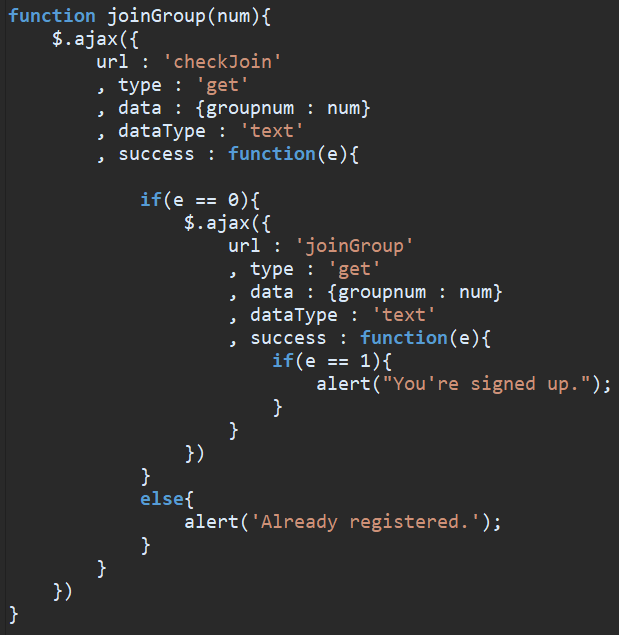 function joinGroup(num){
    $.ajax({
        url : 'checkJoin'
        , type : 'get'
        , data : {groupnum : num}
        , dataType : 'text'
        , success : function(e){
            if(e == 0){
                $.ajax({
                    url : 'joinGroup'
                    , type : 'get'
                    , data : {groupnum : num}
                    , dataType : 'text'
                    , success : function(e){
                        if(e == 1){
                            alert("You're signed up.");
                        }
                    }
                })
            }
            else{
                alert('Already registered.');
            }
        }
    })
}